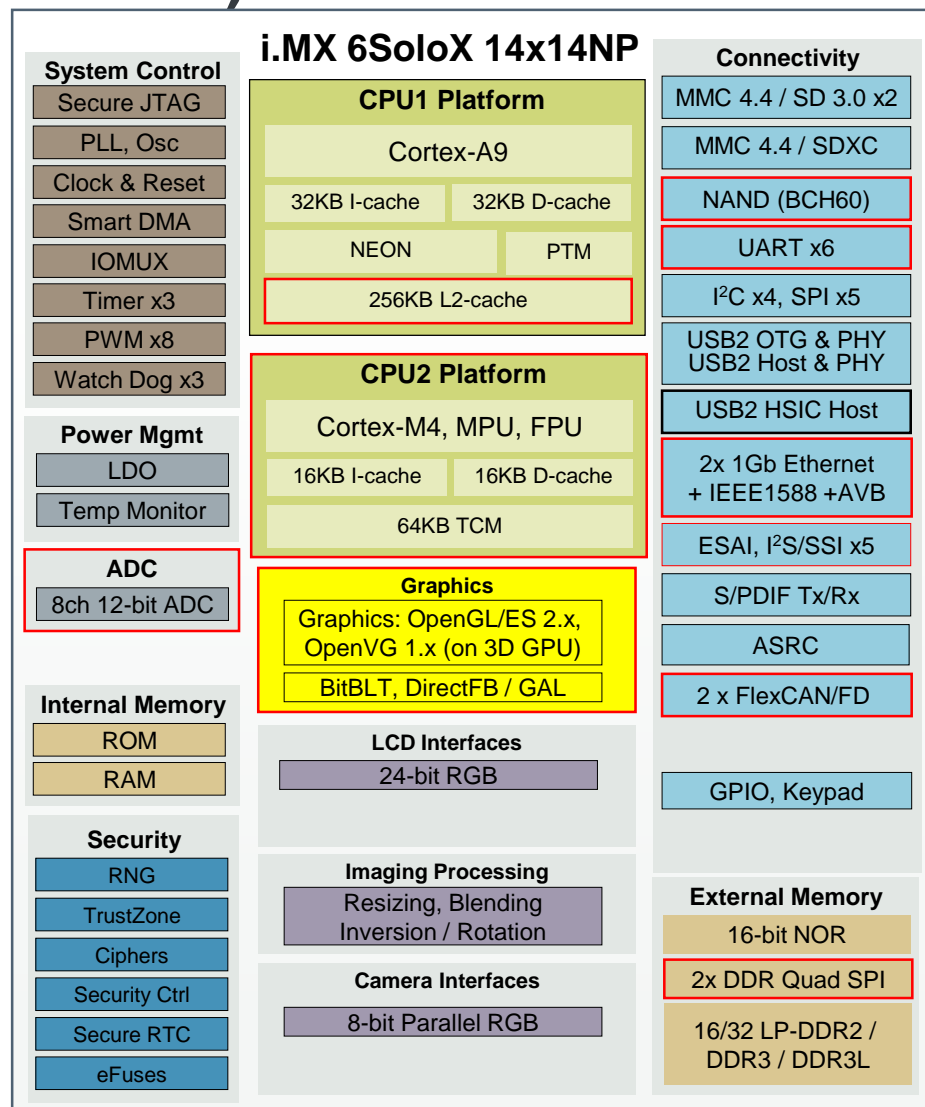 i.MX 6SoloX 14x14NP
System Control
Secure JTAG
PLL, Osc
Clock & Reset
Smart DMA
IOMUX
Timer x3
PWM x8
Watch Dog x3
Power Mgmt
LDO
Temp Monitor
ADC
8ch 12-bit ADC
Internal Memory
ROM
RAM
Security
RNG
TrustZone
Ciphers
Security Ctrl
Secure RTC
eFuses
CPU1 Platform
Cortex-A9
32KB I-cache
32KB D-cache
NEON
PTM
256KB L2-cache
CPU2 Platform
Cortex-M4, MPU, FPU
16KB I-cache
16KB D-cache
64KB TCM
Graphics
Graphics: OpenGL/ES 2.x,
OpenVG 1.x (on 3D GPU)
BitBLT, DirectFB / GAL
LCD Interfaces
24-bit RGB
Imaging Processing
Resizing, Blending
Inversion / Rotation
Camera Interfaces
8-bit Parallel RGB
Connectivity
MMC 4.4 / SD 3.0 x2
MMC 4.4 / SDXC
NAND (BCH60)
UART x6
I²C x4, SPI x5
USB2 OTG & PHY
USB2 Host & PHY
USB2 HSIC Host
2x 1Gb Ethernet
+ IEEE1588 +AVB
ESAI, I²S/SSI x5
S/PDIF Tx/Rx
ASRC
2 x FlexCAN/FD
GPIO, Keypad
External Memory
16-bit NOR
2x DDR Quad SPI
16/32 LP-DDR2 /
DDR3 / DDR3L